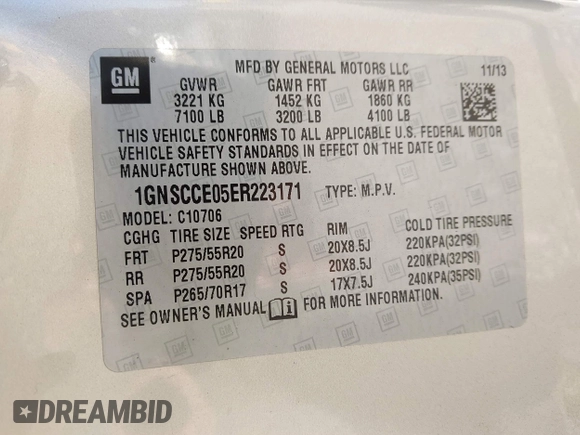 GM ® MFD BY GENERAL MOTORS LLC 11/13
GVWR GAWR FRT GAWR RR
3221 KG 1452 KG 1860 KG
7100 LB 3200 LB 4100 LB
THIS VEHICLE CONFORMS TO ALL APPLICABLE U.S. FEDERAL MOTOR
VEHICLE SAFETY STANDARDS IN EFFECT ON THE DATE OF
MANUFACTURE SHOWN ABOVE.
1GNSCCE05ER223171 TYPE: M.P.V.
MODEL: C10706
CGHG TIRE SIZE SPEED RTG RIM COLD TIRE PRESSURE
FRT P275/55R20 S 20X8.5J 220KPA(32PSI)
RR P275/55R20 S 20X8.5J 220KPA(32PSI)
SPA P265/70R17 S 17X7.5J 240KPA(35PSI)
SEE OWNER'S MANUAL FOR MORE INFORMATION.
DREAMBID